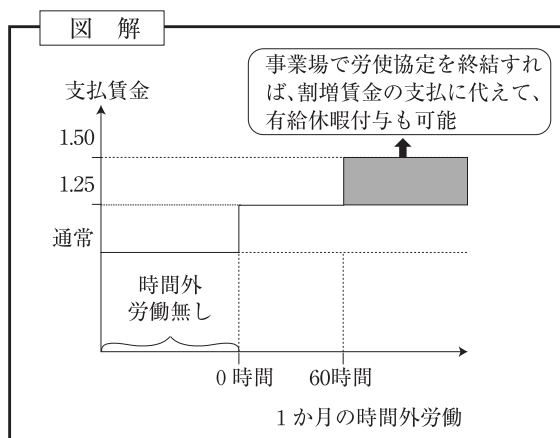 図 解
事業場で労使協定を終結すれ
ば、割増賃金の支払に代えて、
有給休暇付与も可能
支払賃金
1.50
1.25
通常
時間外
労働無し
0 時間
60時間
1 か月の時間外労働